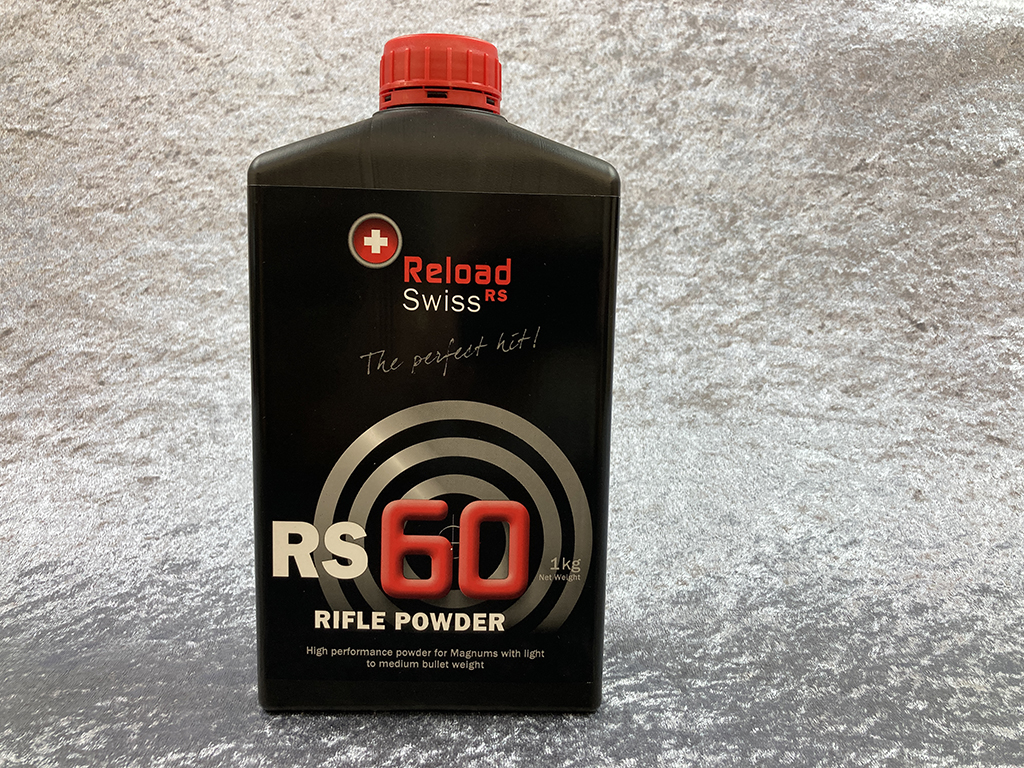 Reload
Swiss RS
The perfect hit!
RS 60
1kg
Net Weight
RIFLE POWDER
High performance powder for Magnums with light
to medium bullet weight